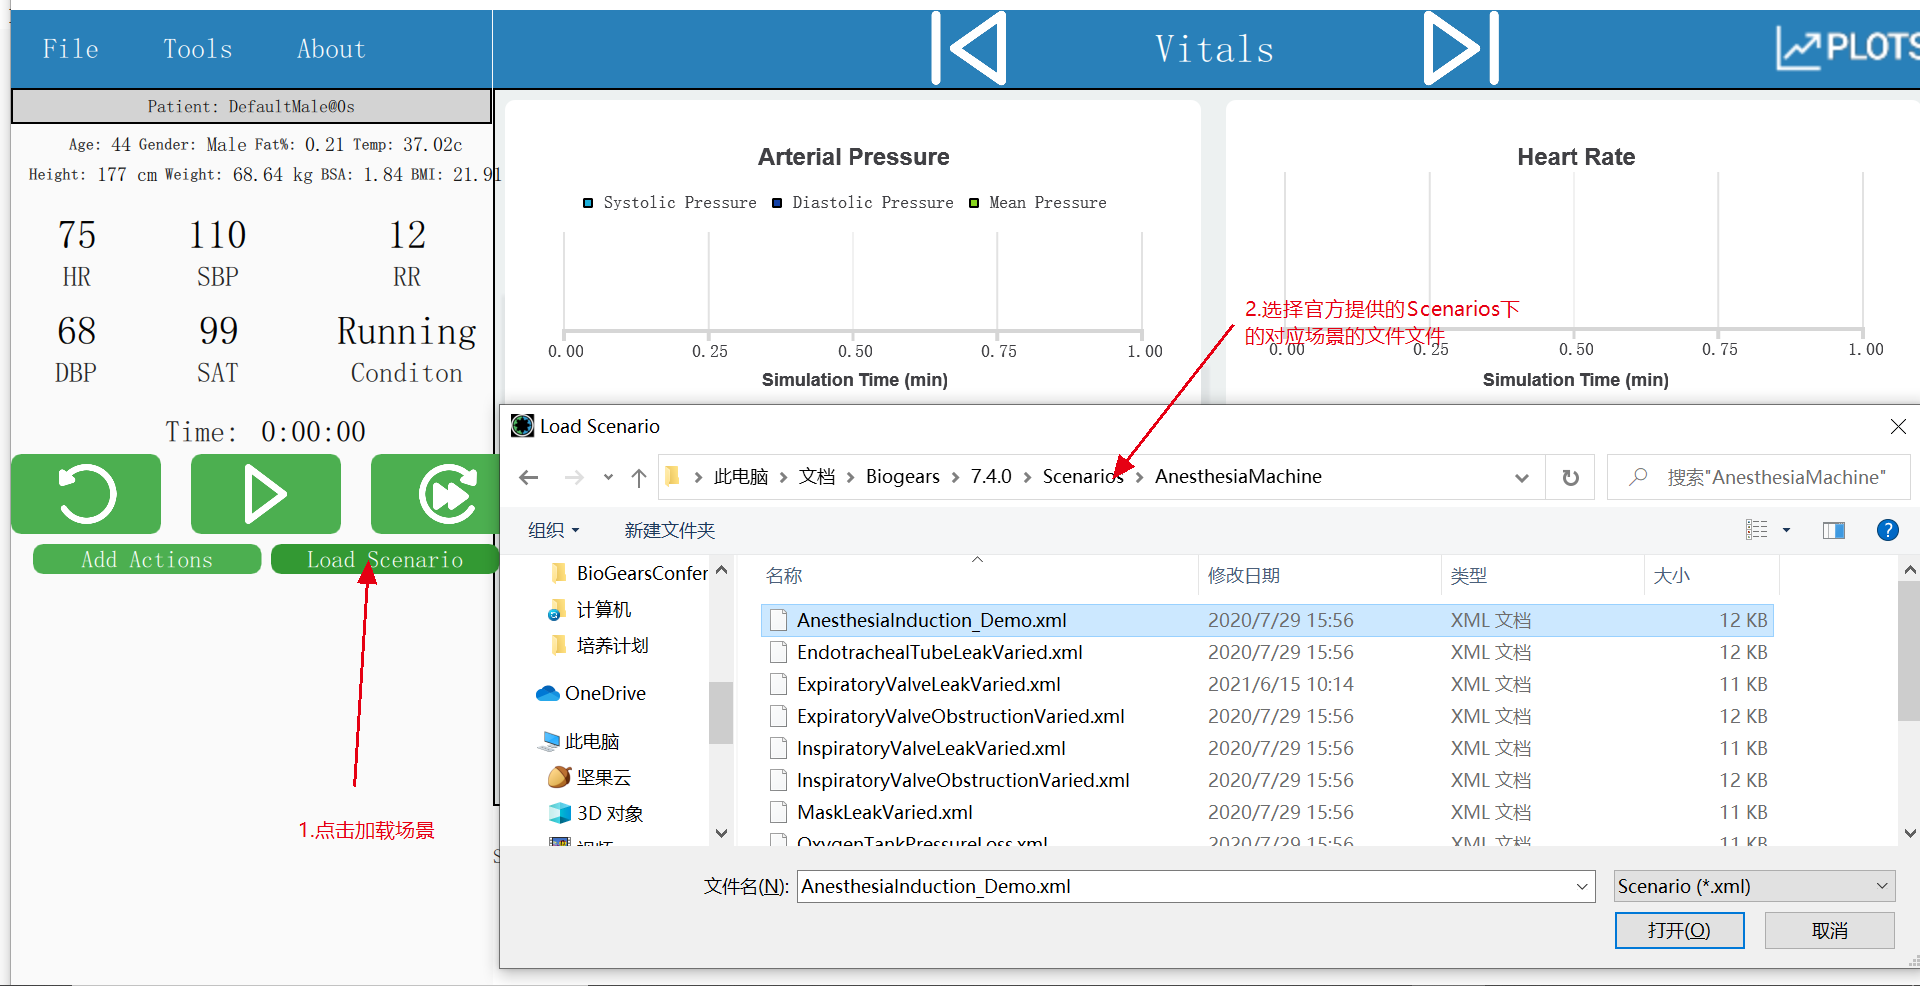 File Tools About
Vitals
PLOTS
Patient: DefaultMale@0s
Age: 44 Gender: Male Fat%: 0.21 Temp: 37.02c
Height: 177 cm Weight: 68.64 kg BSA: 1.84 BMI: 21.91
75 110 12
HR SBP RR
68 99 Running
DBP SAT Conditon
Time: 0:00:00
Add Actions Load Scenario
1.点击加载场景
Arterial Pressure
Systolic Pressure Diastolic Pressure Mean Pressure
0.00 0.25 0.50 0.75 1.00
Simulation Time (min)
Heart Rate
2.选择官方提供的Scenarios下
的对应场景的文件文件
0.00 0.25 0.50 0.75 1.00
Simulation Time (min)
Load Scenario
此电脑 文档 Biogears 7.4.0 Scenarios AnesthesiaMachine
搜索"AnesthesiaMachine"
组织 新建文件夹
BioGearsConfer
计算机
培养计划
OneDrive
此电脑
坚果云
3D 对象
视频
名称 修改日期 类型 大小
AnesthesiaInduction_Demo.xml 2020/7/29 15:56 XML 文档 12 KB
EndotrachealTubeLeakVaried.xml 2020/7/29 15:56 XML 文档 12 KB
ExpiratoryValveLeakVaried.xml 2021/6/15 10:14 XML 文档 11 KB
ExpiratoryValveObstructionVaried.xml 2020/7/29 15:56 XML 文档 12 KB
InspiratoryValveLeakVaried.xml 2020/7/29 15:56 XML 文档 11 KB
InspiratoryValveObstructionVaried.xml 2020/7/29 15:56 XML 文档 12 KB
MaskLeakVaried.xml 2020/7/29 15:56 XML 文档 11 KB
OxygenTankPressureLoss.xml 2020/7/29 15:56 XML 文档 11 KB
文件名(N): AnesthesiaInduction_Demo.xml Scenario (*.xml)
打开(O) 取消